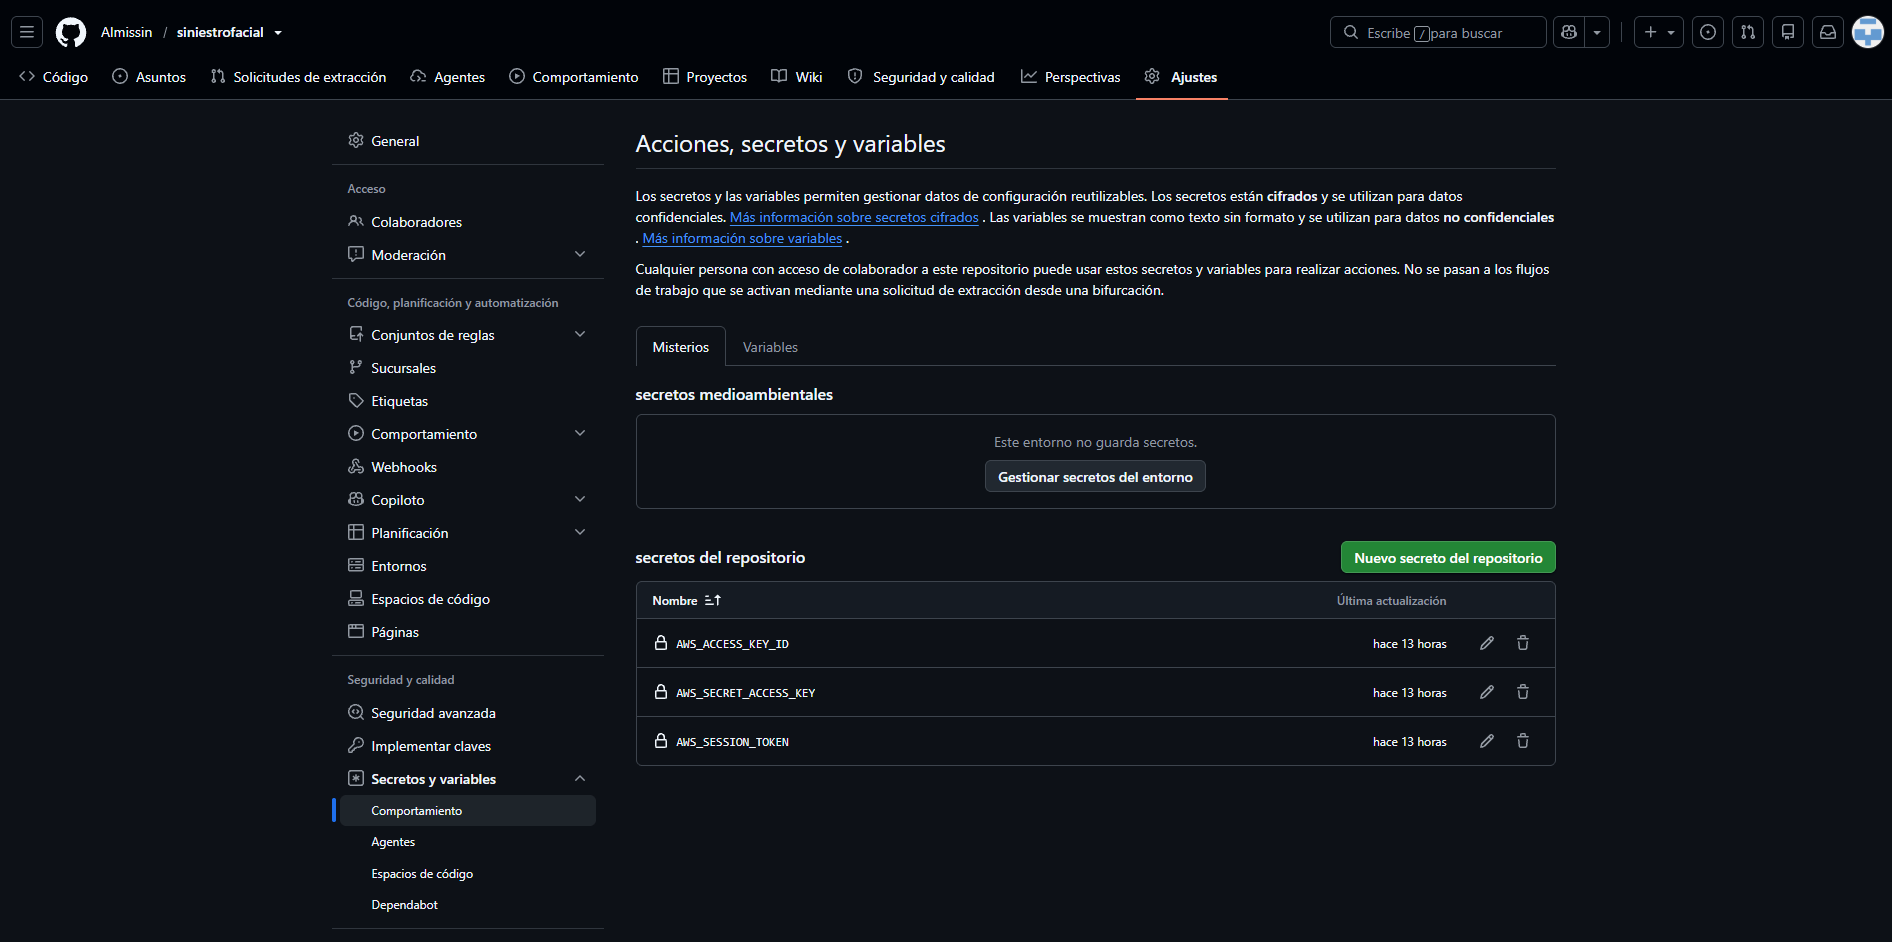 Almissin / siniestrofacial
Escribe / para buscar
Código
Asuntos
Solicitudes de extracción
Agentes
Comportamiento
Proyectos
Wiki
Seguridad y calidad
Perspectivas
Ajustes
General
Acceso
Colaboradores
Moderación
Código, planificación y automatización
Conjuntos de reglas
Sucursales
Etiquetas
Comportamiento
Webhooks
Copiloto
Planificación
Entornos
Espacios de código
Páginas
Seguridad y calidad
Seguridad avanzada
Implementar claves
Secretos y variables
Comportamiento
Agentes
Espacios de código
Dependabot
Acciones, secretos y variables
Los secretos y las variables permiten gestionar datos de configuración reutilizables. Los secretos están cifrados y se utilizan para datos
confidenciales. Más información sobre secretos cifrados . Las variables se muestran como texto sin formato y se utilizan para datos no confidenciales
. Más información sobre variables .
Cualquier persona con acceso de colaborador a este repositorio puede usar estos secretos y variables para realizar acciones. No se pasan a los flujos
de trabajo que se activan mediante una solicitud de extracción desde una bifurcación.
Misterios
Variables
secretos medioambientales
Este entorno no guarda secretos.
Gestionar secretos del entorno
secretos del repositorio
Nuevo secreto del repositorio
Nombre
Última actualización
AWS_ACCESS_KEY_ID
hace 13 horas
AWS_SECRET_ACCESS_KEY
hace 13 horas
AWS_SESSION_TOKEN
hace 13 horas